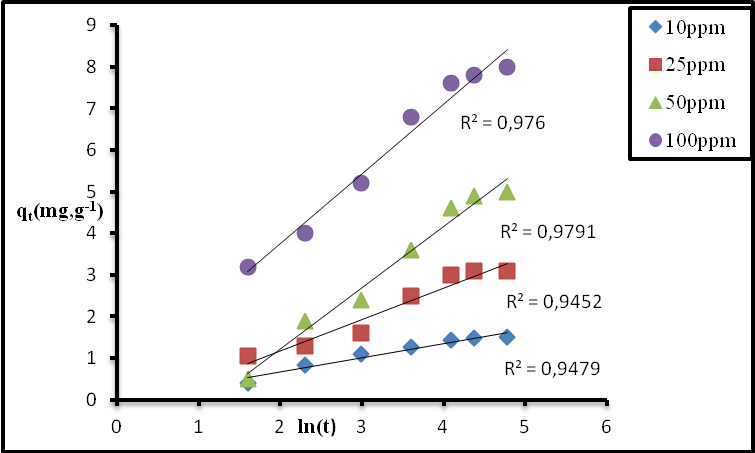 9
8
7
6
5
4
3
2
1
0
qt(mg,g-1)
0 1 2 3 4 5 6
ln(t)
R² = 0,976
R² = 0,9791
R² = 0,9452
R² = 0,9479
10ppm
25ppm
50ppm
100ppm